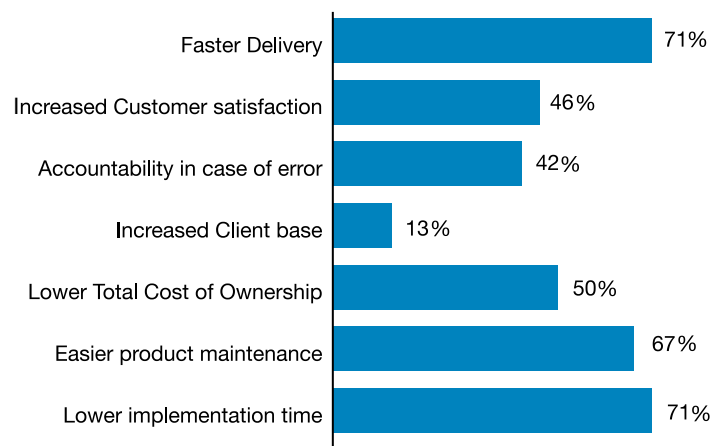 Faster Delivery 71%
Increased Customer satisfaction 46%
Accountability in case of error 42%
Increased Client base 13%
Lower Total Cost of Ownership 50%
Easier product maintenance 67%
Lower implementation time 71%